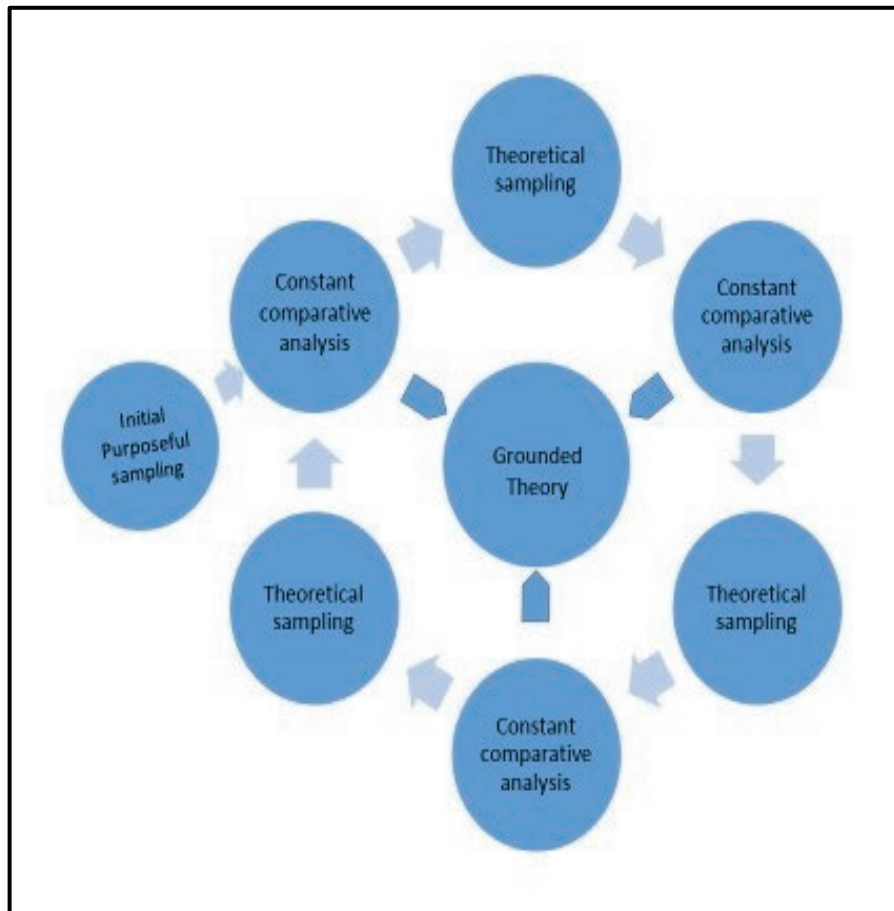 Theoretical
sampling
Constant
comparative
analysis
Constant
comparative
analysis
Initial
Purposeful
sampling
Grounded
Theory
Theoretical
sampling
Theoretical
sampling
Constant
comparative
analysis